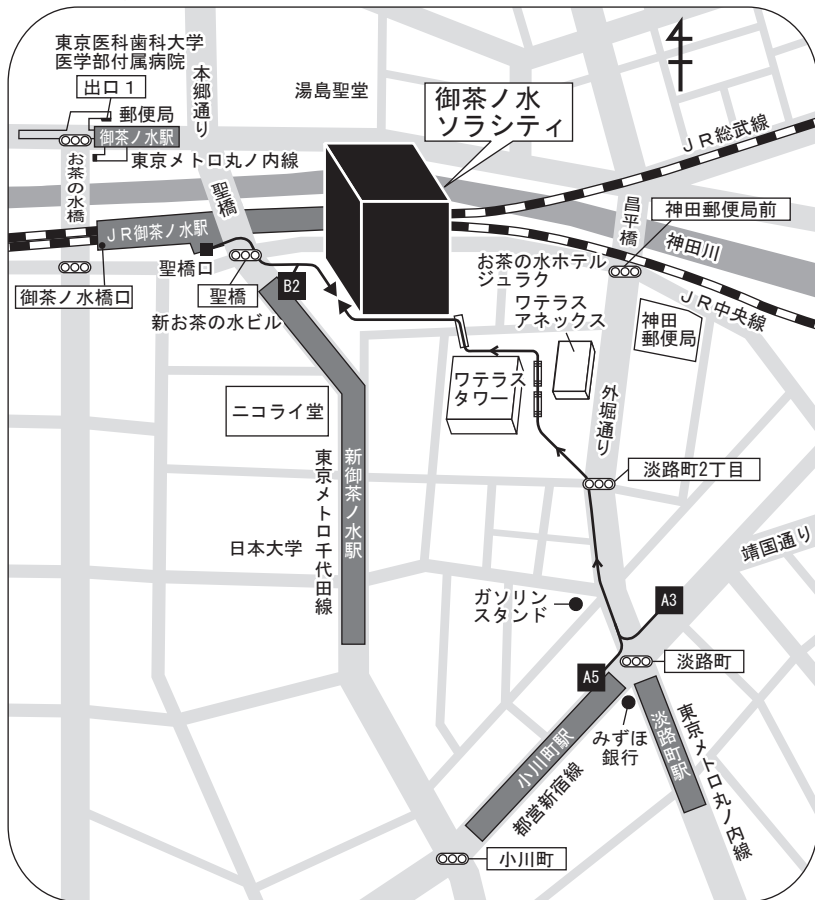 東京医科歯科大学
医学部付属病院
出口1
郵便局
御茶ノ水駅
東京メトロ丸ノ内線
本郷通り
湯島聖堂
御茶ノ水
ソラシティ
JR総武線
お茶の水橋
聖橋
JR御茶ノ水駅
昌平橋
神田郵便局前
神田川
JR中央線
御茶ノ水橋口
聖橋口
聖橋
B2
新お茶の水ビル
お茶の水ホテル
ジュラク
ワテラス
アネックス
神田
郵便局
ワテラス
タワー
外堀通り
ニコライ堂
新御茶ノ水駅
東京メトロ千代田線
日本大学
淡路町2丁目
靖国通り
ガソリン
スタンド
A3
淡路町
A5
みずほ
銀行
小川町駅
都営新宿線
淡路町駅
東京メトロ丸ノ内線
小川町